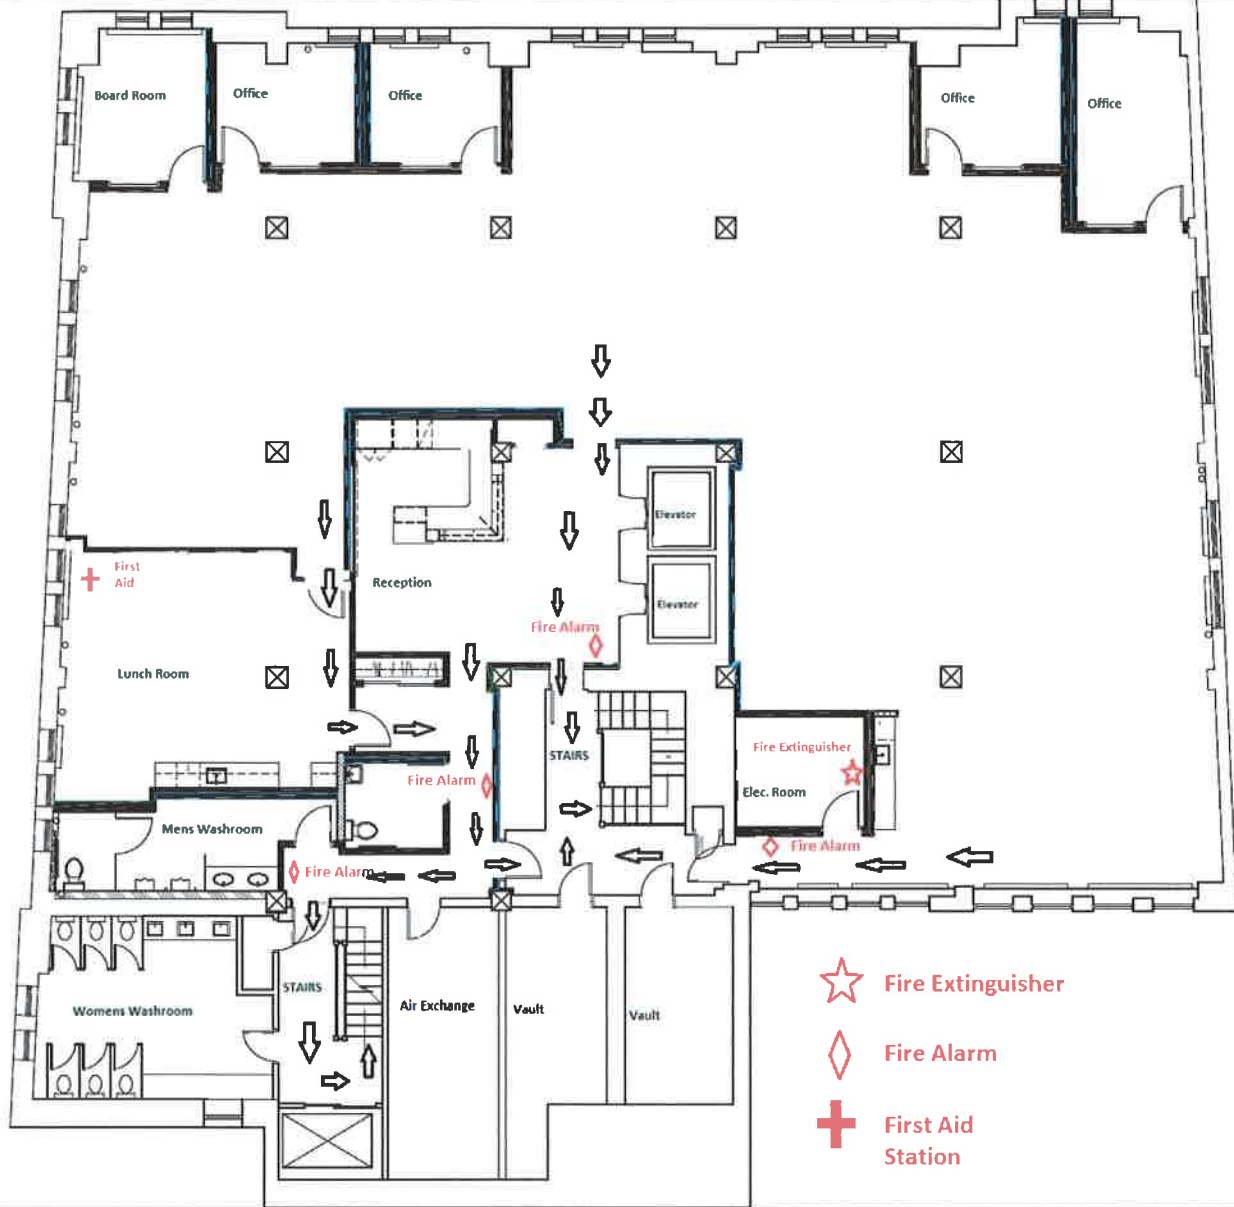 Board Room
Office
Office
Office
Office
Elevator
First
Aid
Reception
Elevator
Fire Alarm
Lunch Room
STAIRS
Fire Extinguisher
Fire Alarm
Elec. Room
Mens Washroom
Fire Alarm
Fire Alarm
STAIRS
Womens Washroom
Air Exchange
Vault
Vault
Fire Extinguisher
Fire Alarm
First Aid
Station